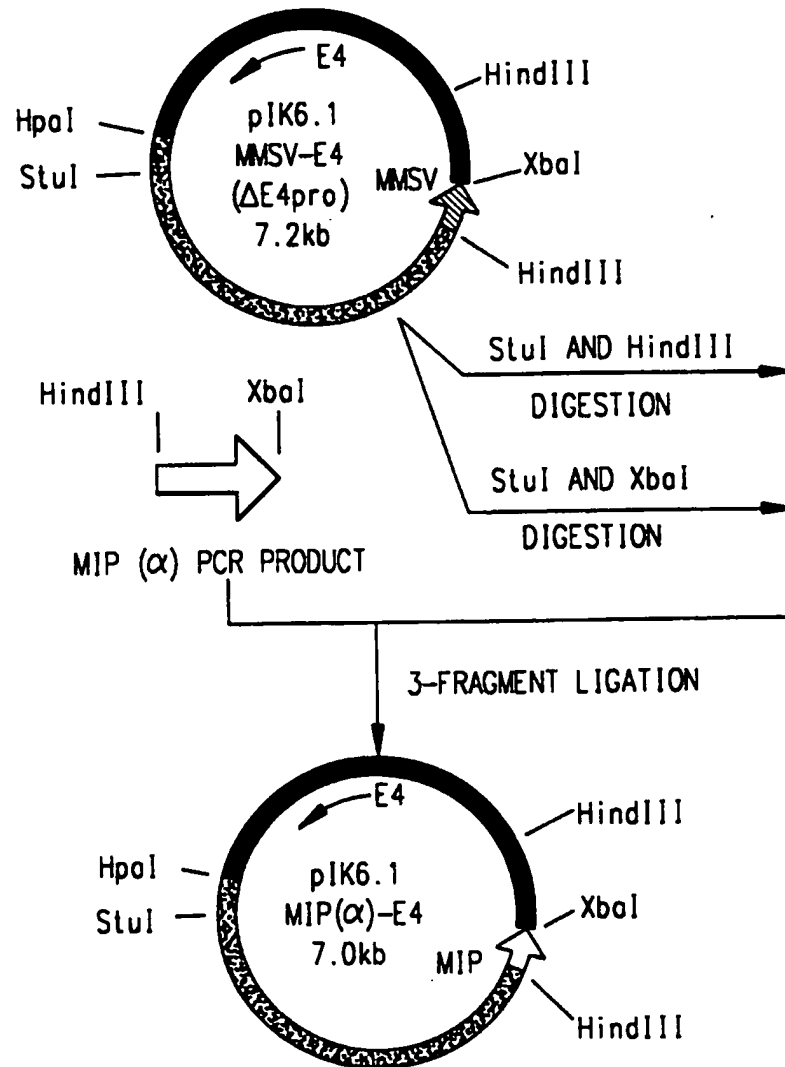 E4
HindIII
HpaI
pIK6.1
StuI
MMSV-E4
MMSV
XbaI
(ΔE4pro)
7.2kb
HindIII
StuI AND HindIII
DIGESTION
HindIII
XbaI
StuI AND XbaI
DIGESTION
MIP (α) PCR PRODUCT
3-FRAGMENT LIGATION
E4
HindIII
HpaI
pIK6.1
StuI
MIP(α)-E4
XbaI
7.0kb
MIP
HindIII